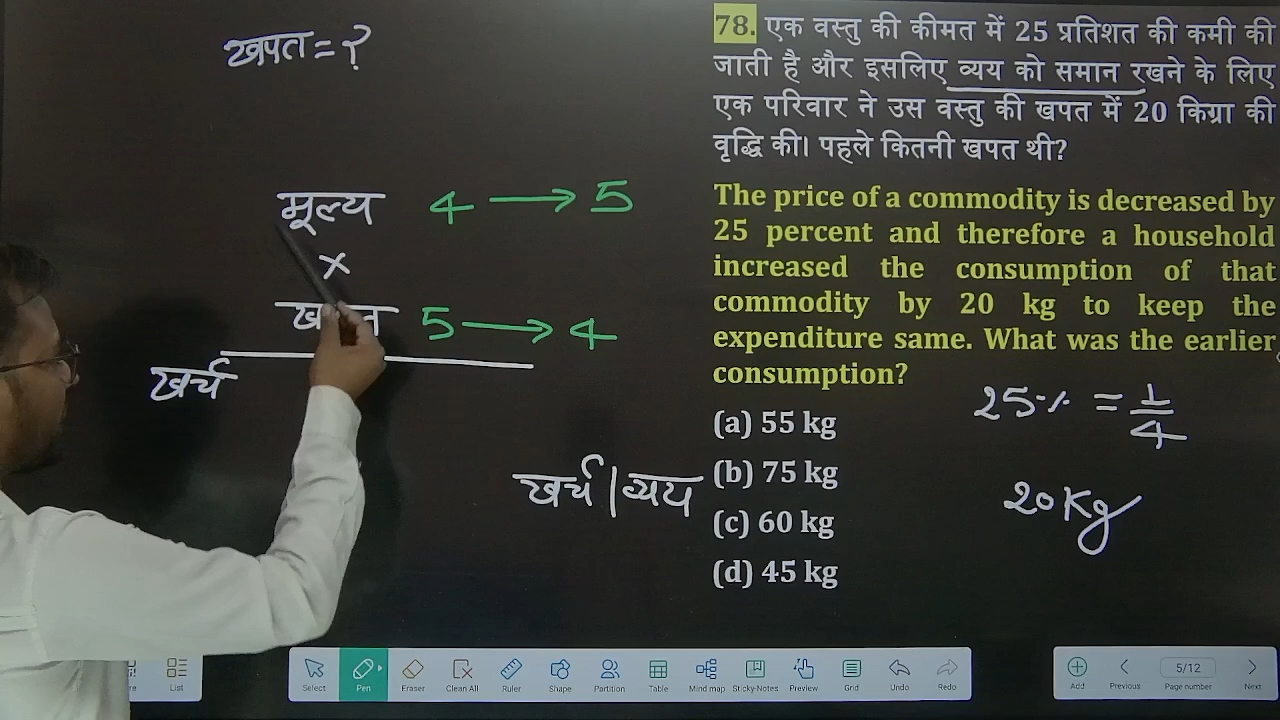 खपत = ?
मूल्य 4 → 5
×
5 → 4
खर्च
खर्च | व्यय
78. एक वस्तु की कीमत में 25 प्रतिशत की कमी की
जाती है और इसलिए व्यय को समान रखने के लिए
एक परिवार ने उस वस्तु की खपत में 20 किग्रा की
वृद्धि की। पहले कितनी खपत थी?
The price of a commodity is decreased by
25 percent and therefore a household
increased the consumption of that
commodity by 20 kg to keep the
expenditure same. What was the earlier
consumption?
(a) 55 kg
(b) 75 kg
(c) 60 kg
(d) 45 kg
25% = 1/4
20 Kg
List
Select Pen Eraser Clean All Ruler Shape Partition Table Mind map Sticky-Notes Preview Grid Undo Redo
Add Previous 5/12 Page number Next